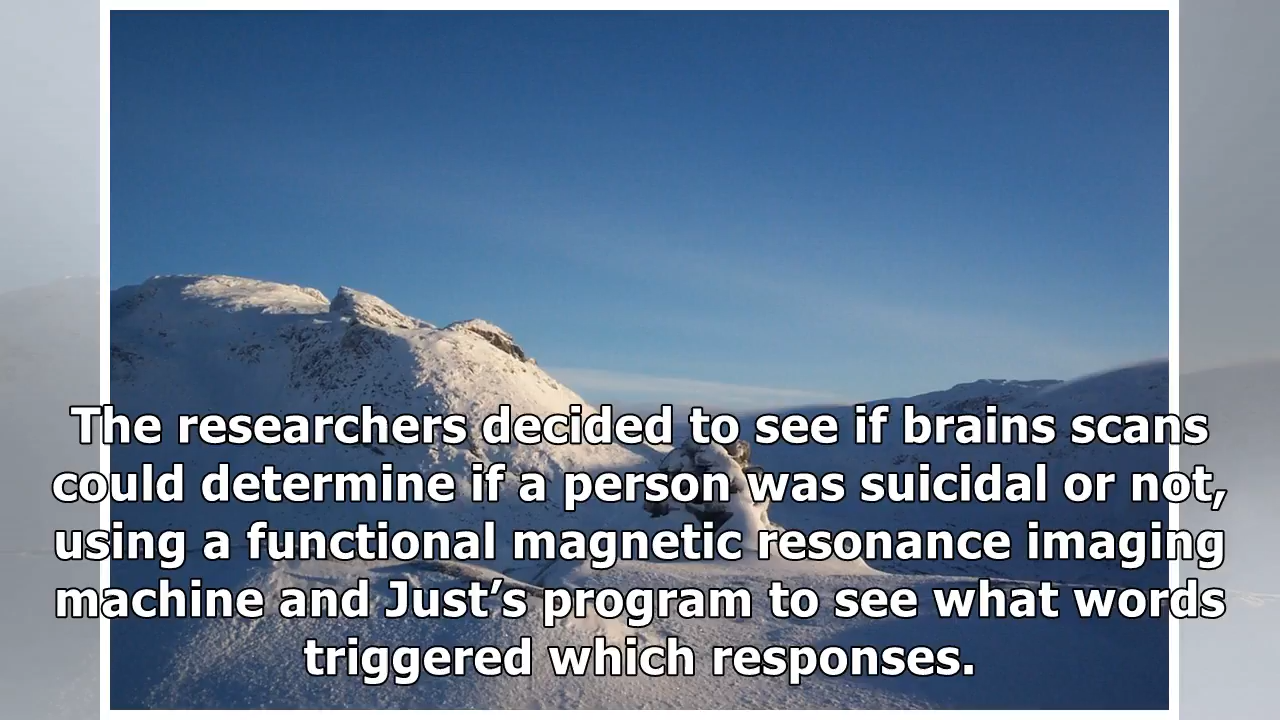 The researchers decided to see if brains scans
could determine if a person was suicidal or not,
using a functional magnetic resonance imaging
machine and Just’s program to see what words
triggered which responses.